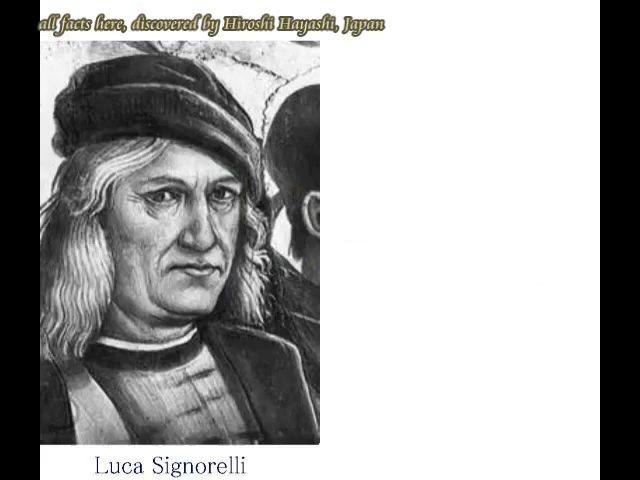 all facts here, discovered by Hiroshi Hayashi, Japan
Luca Signorelli